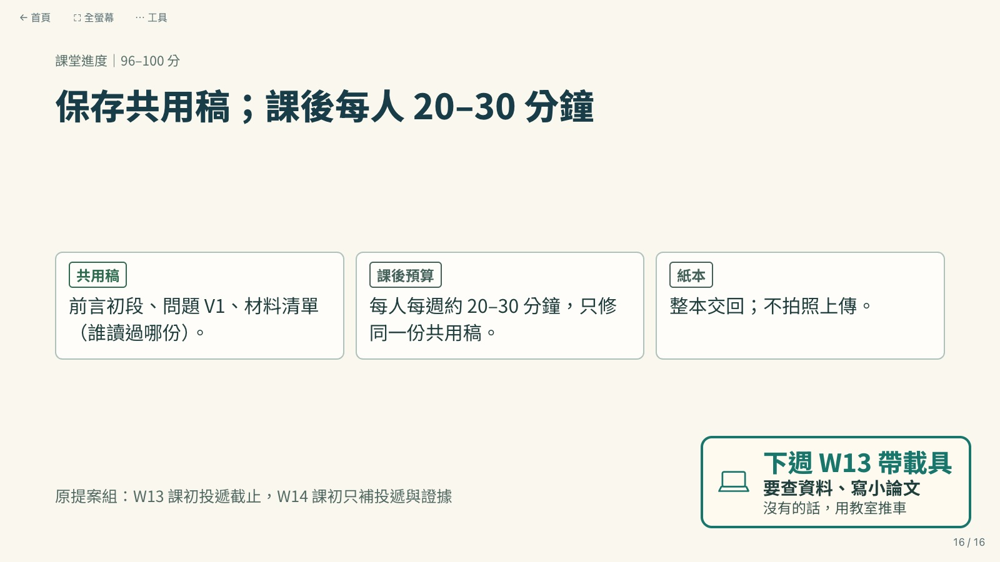 ← 首頁 ⛶ 全螢幕 ⋯ 工具
課堂進度｜96–100 分
保存共用稿；課後每人 20–30 分鐘
共用稿
前言初段、問題 V1、材料清單
（誰讀過哪份）。
課後預算
每人每週約 20–30 分鐘，只修
同一份共用稿。
紙本
整本交回；不拍照上傳。
原提案組：W13 課初投遞截止，W14 課初只補投遞與證據
下週 W13 帶載具
要查資料、寫小論文
沒有的話，用教室推車
16 / 16